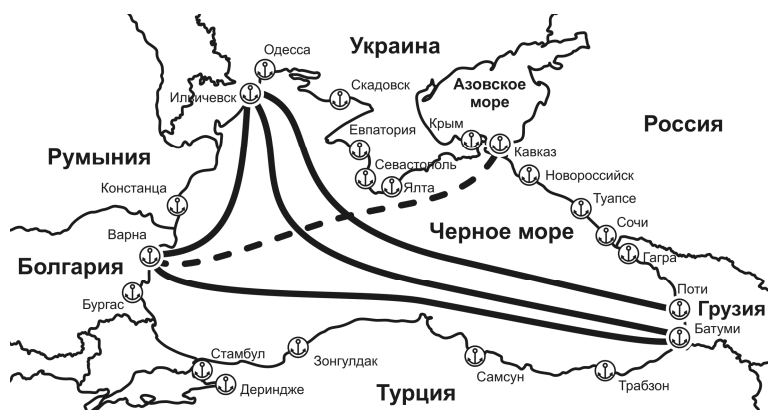 Одесса
Украина
Ильичевск
Скадовск
Азовское
море
Россия
Крым
Евпатория
Кавказ
Румыния
Севастополь
Новороссийск
Констанца
Ялта
Туапсе
Сочи
Варна
Черное море
Гагра
Болгария
Поти
Бургас
Грузия
Батуми
Стамбул
Зонгулдак
Самсун
Трабзон
Дериндже
Турция